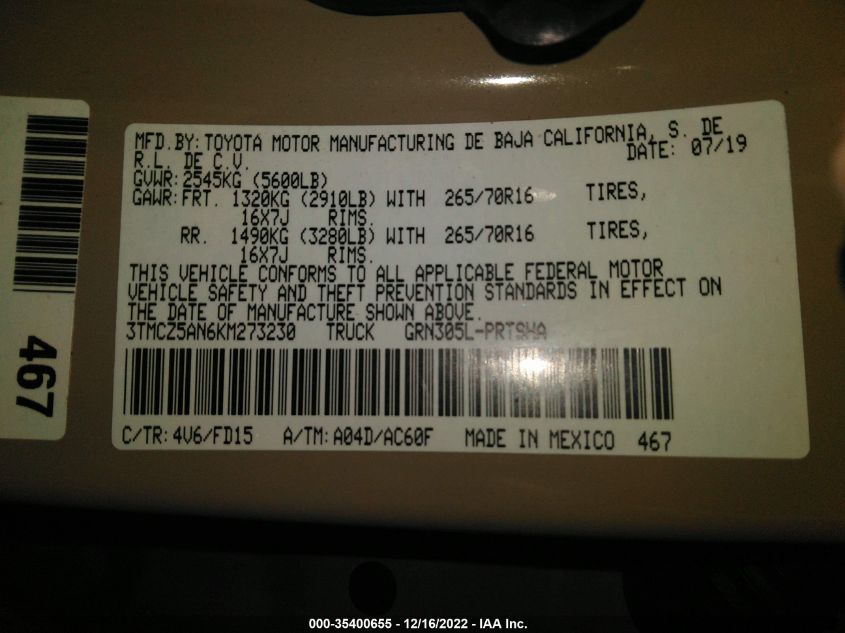 MFD.BY:TOYOTA MOTOR MANUFACTURING DE BAJA CALIFORNIA, S. DE
R.L. DE C.V. DATE: 07/19
GVWR:2545KG (5600LB)
GAWR:FRT. 1320KG (2910LB) WITH 265/70R16 TIRES,
16X7J RIMS.
RR. 1490KG (3280LB) WITH 265/70R16 TIRES,
16X7J RIMS.
THIS VEHICLE CONFORMS TO ALL APPLICABLE FEDERAL MOTOR
VEHICLE SAFETY AND THEFT PREVENTION STANDARDS IN EFFECT ON
THE DATE OF MANUFACTURE SHOWN ABOVE.
3TMCZ5AN6KM273230 TRUCK GRN305L-PRTSHA
C/TR:4V6/FD15 A/TM:A04D/AC60F MADE IN MEXICO 467
467
000-35400655 - 12/16/2022 - IAA Inc.